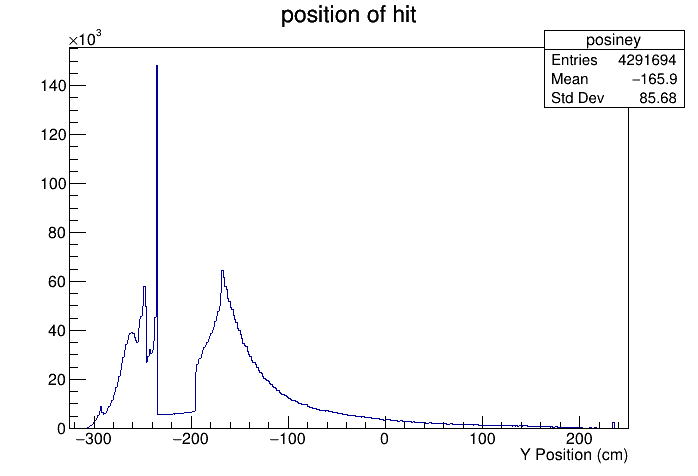 position of hit
×10³
posiney
Entries 4291694
Mean −165.9
Std Dev 85.68
140
120
100
80
60
40
20
0
−300 −200 −100 0 100 200
Y Position (cm)